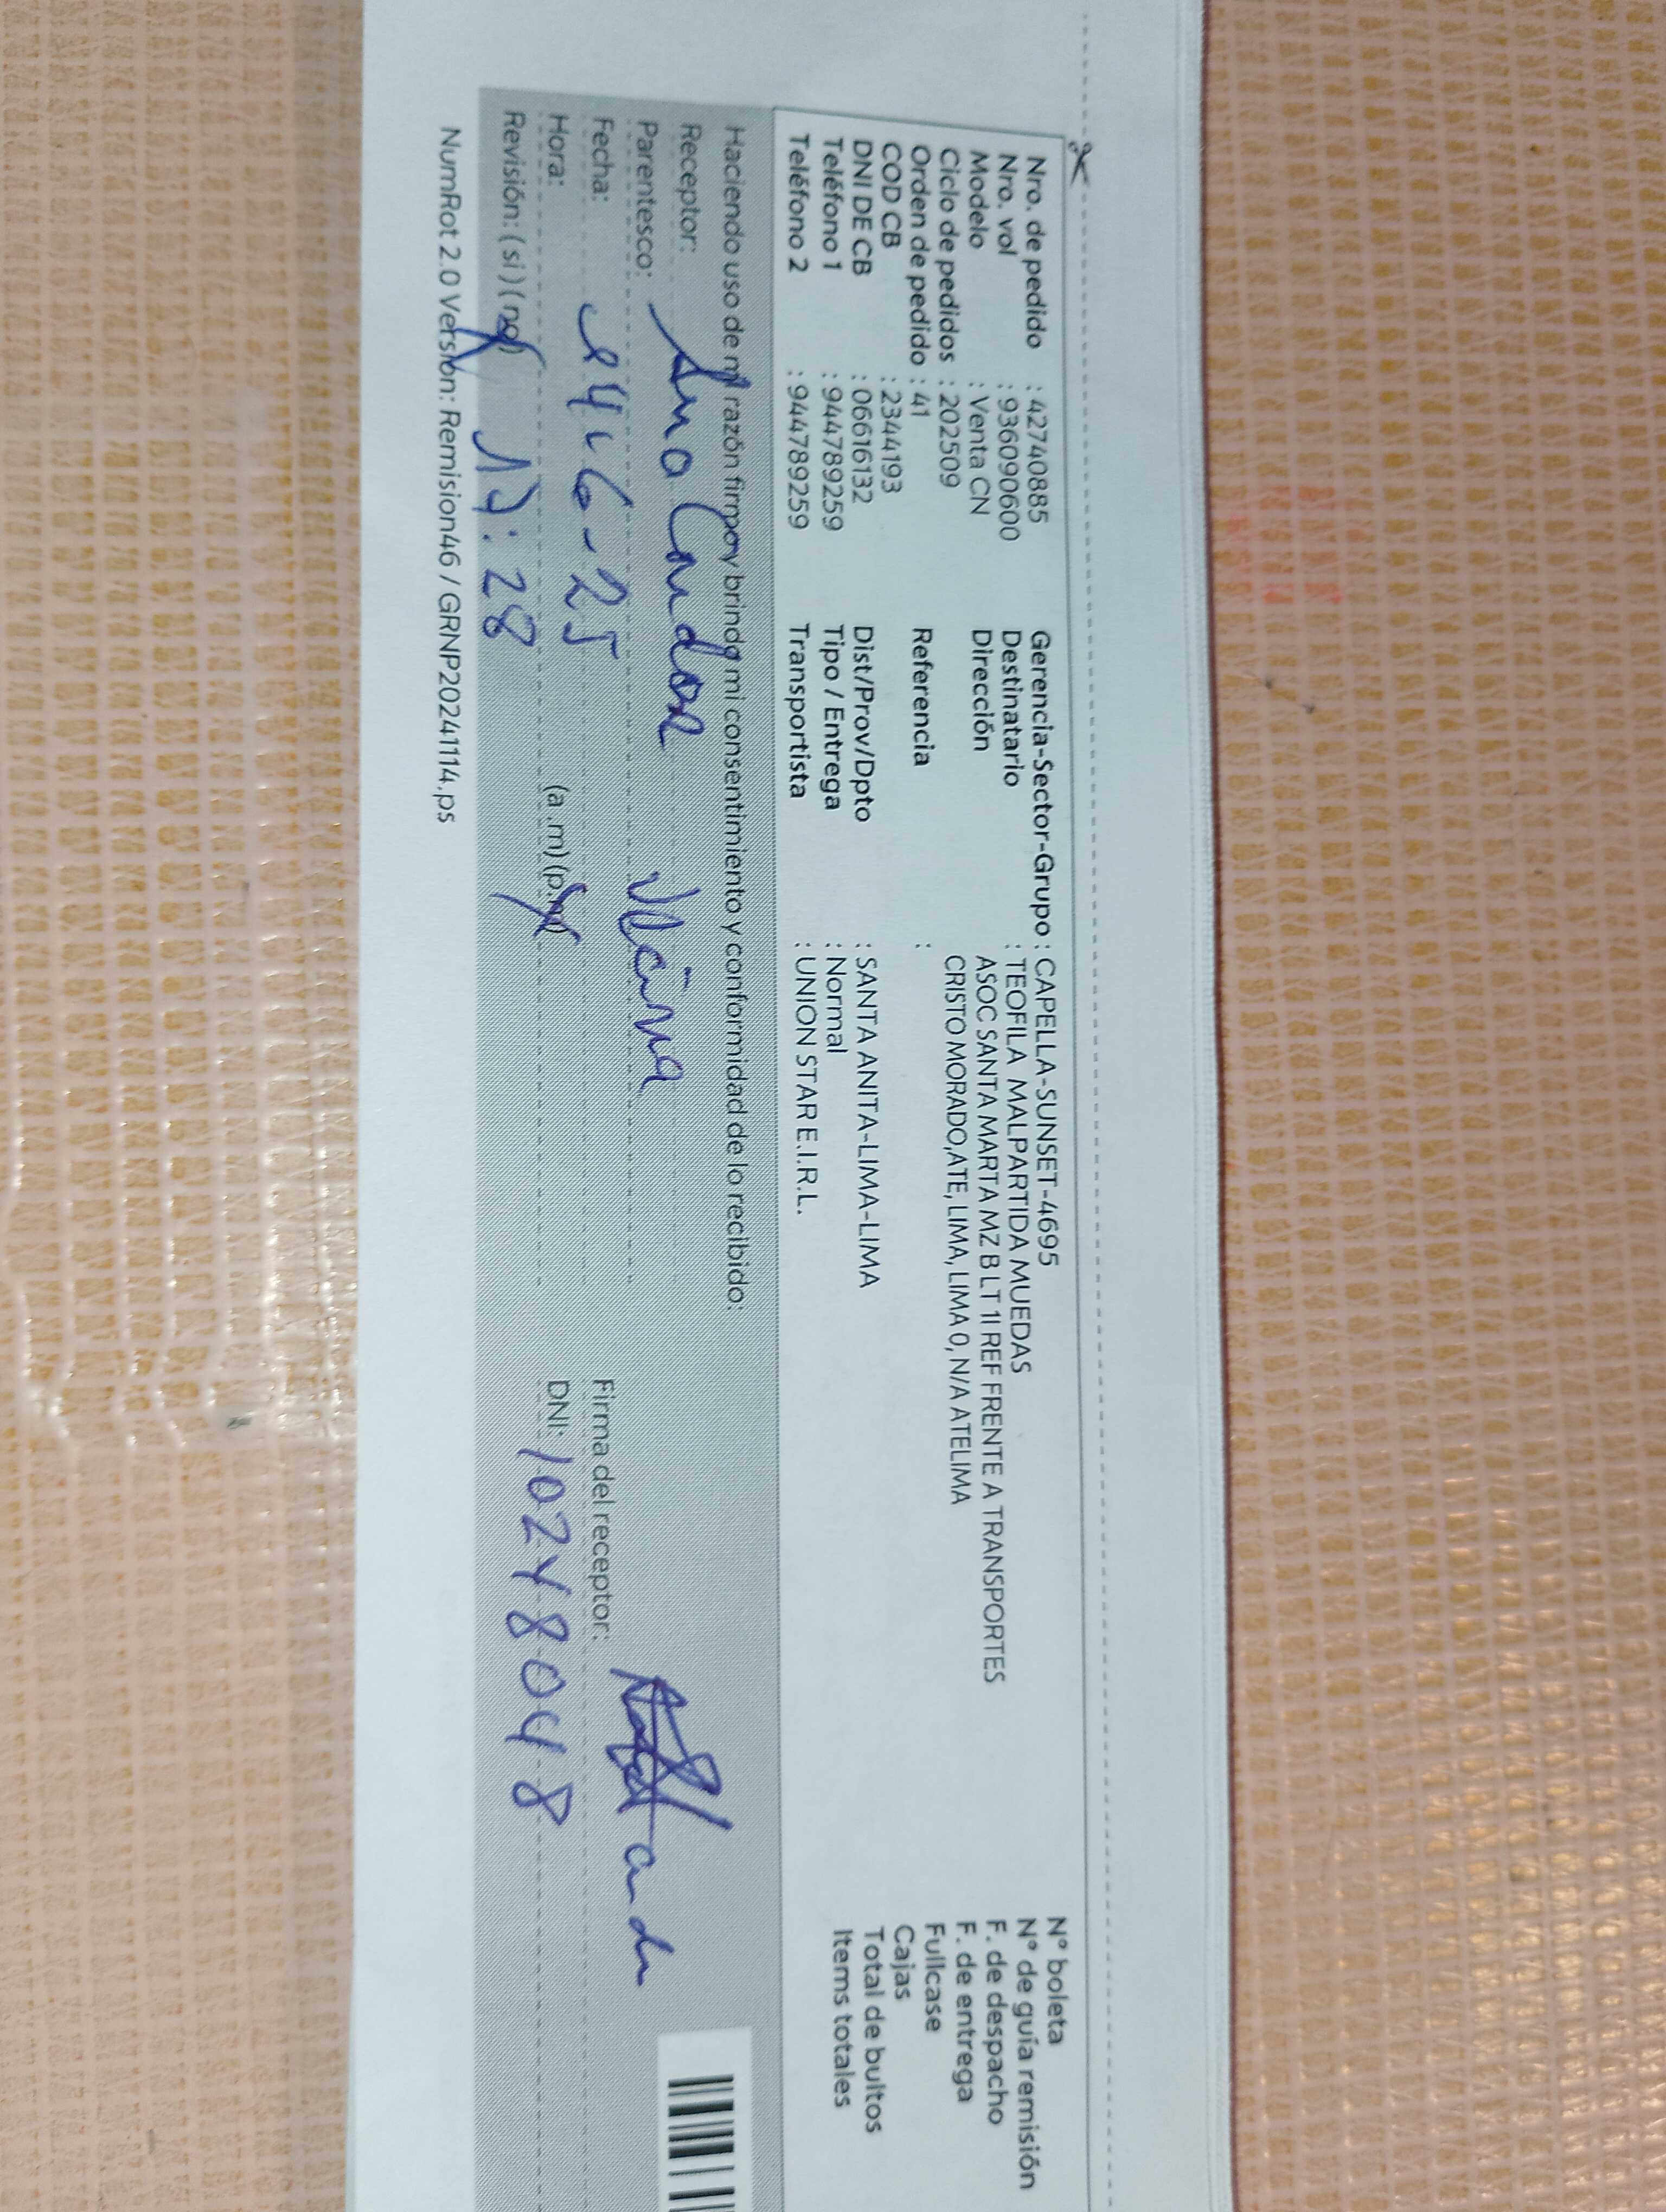 Nro. de pedido : 42740885
Nro. vol : 936090600
Modelo : Venta CN
Ciclo de pedidos : 202509
Orden de pedido : 41
COD CB : 2344193
DNI DE CB : 06616132
Teléfono 1 : 944789259
Teléfono 2 : 944789259
Gerencia-Sector-Grupo : CAPELLA-SUNSET-4695
Destinatario : TEOFILA MALPARTIDA MUEDAS
Dirección ASOC SANTA MARTA MZ B LT 1I REF FRENTE A TRANSPORTES
CRISTO MORADO,ATE, LIMA, LIMA 0, N/A ATELIMA
Referencia :
Dist/Prov/Dpto : SANTA ANITA-LIMA-LIMA
Tipo / Entrega : Normal
Transportista : UNION STAR E.I.R.L.
N° boleta
N° de guía remisión
F. de despacho
F. de entrega
Fullcase
Cajas
Total de bultos
Items totales
Haciendo uso de mi razón firmo y brindo mi consentimiento y conformidad de lo recibido:
Receptor: Condor
Parentesco: Vecina
Fecha: 6-25
Hora: :28 (a .m) (p.m)
Revisión: (si) (no)
Firma del receptor:
DNI: 10248048
NumRot 2.0 Version: Remision46 / GRNP20241114.ps